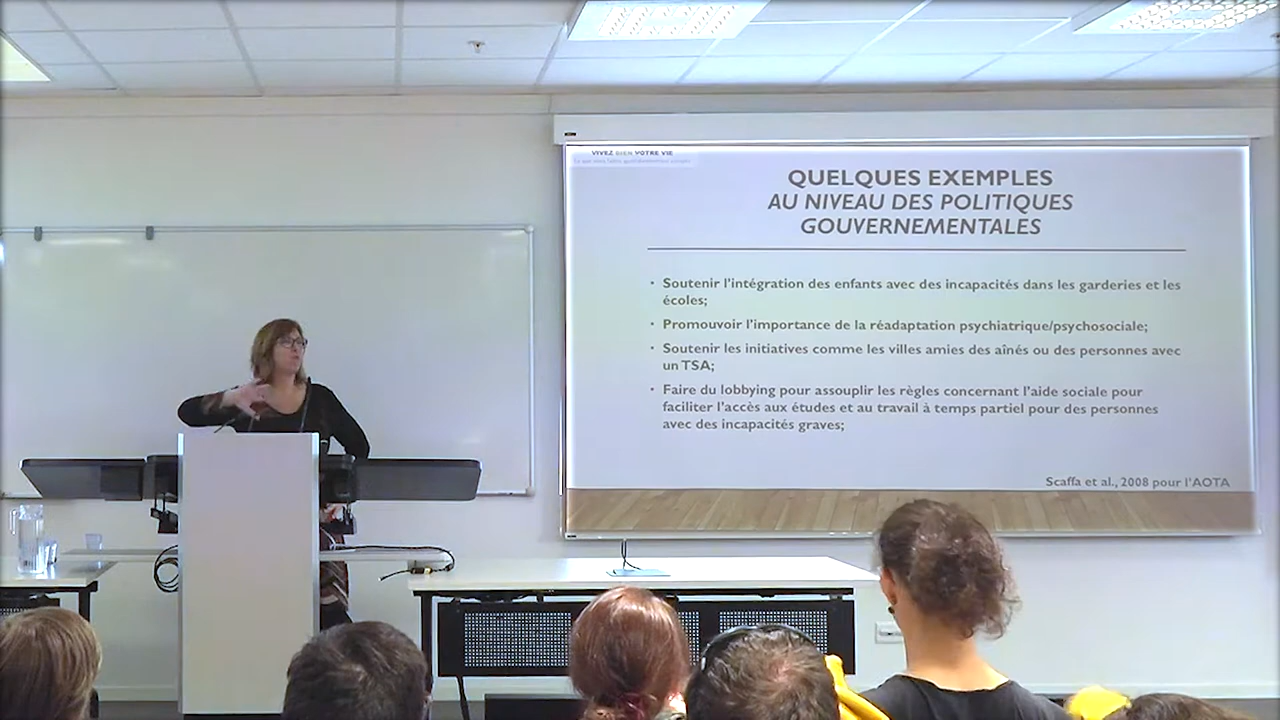 VIVEZ BIEN VOTRE VIE
QUELQUES EXEMPLES
AU NIVEAU DES POLITIQUES
GOUVERNEMENTALES
• Soutenir l'intégration des enfants avec des incapacités dans les garderies et les
écoles;
• Promouvoir l'importance de la réadaptation psychiatrique/psychosociale;
• Soutenir les initiatives comme les villes amies des aînés ou des personnes avec
un TSA;
• Faire du lobbying pour assouplir les règles concernant l'aide sociale pour
faciliter l'accès aux études et au travail à temps partiel pour des personnes
avec des incapacités graves;
Scaffa et al., 2008 pour l'AOTA